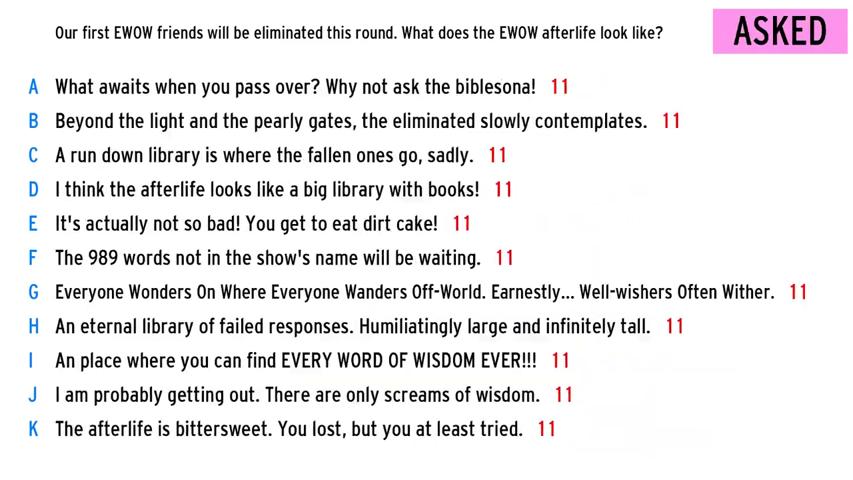 Our first EWOW friends will be eliminated this round. What does the EWOW afterlife look like?
ASKED
A What awaits when you pass over? Why not ask the biblesona! 11
B Beyond the light and the pearly gates, the eliminated slowly contemplates. 11
C A run down library is where the fallen ones go, sadly. 11
D I think the afterlife looks like a big library with books! 11
E It's actually not so bad! You get to eat dirt cake! 11
F The 989 words not in the show's name will be waiting. 11
G Everyone Wonders On Where Everyone Wanders Off-World. Earnestly... Well-wishers Often Wither. 11
H An eternal library of failed responses. Humiliatingly large and infinitely tall. 11
I An place where you can find EVERY WORD OF WISDOM EVER!!! 11
J I am probably getting out. There are only screams of wisdom. 11
K The afterlife is bittersweet. You lost, but you at least tried. 11